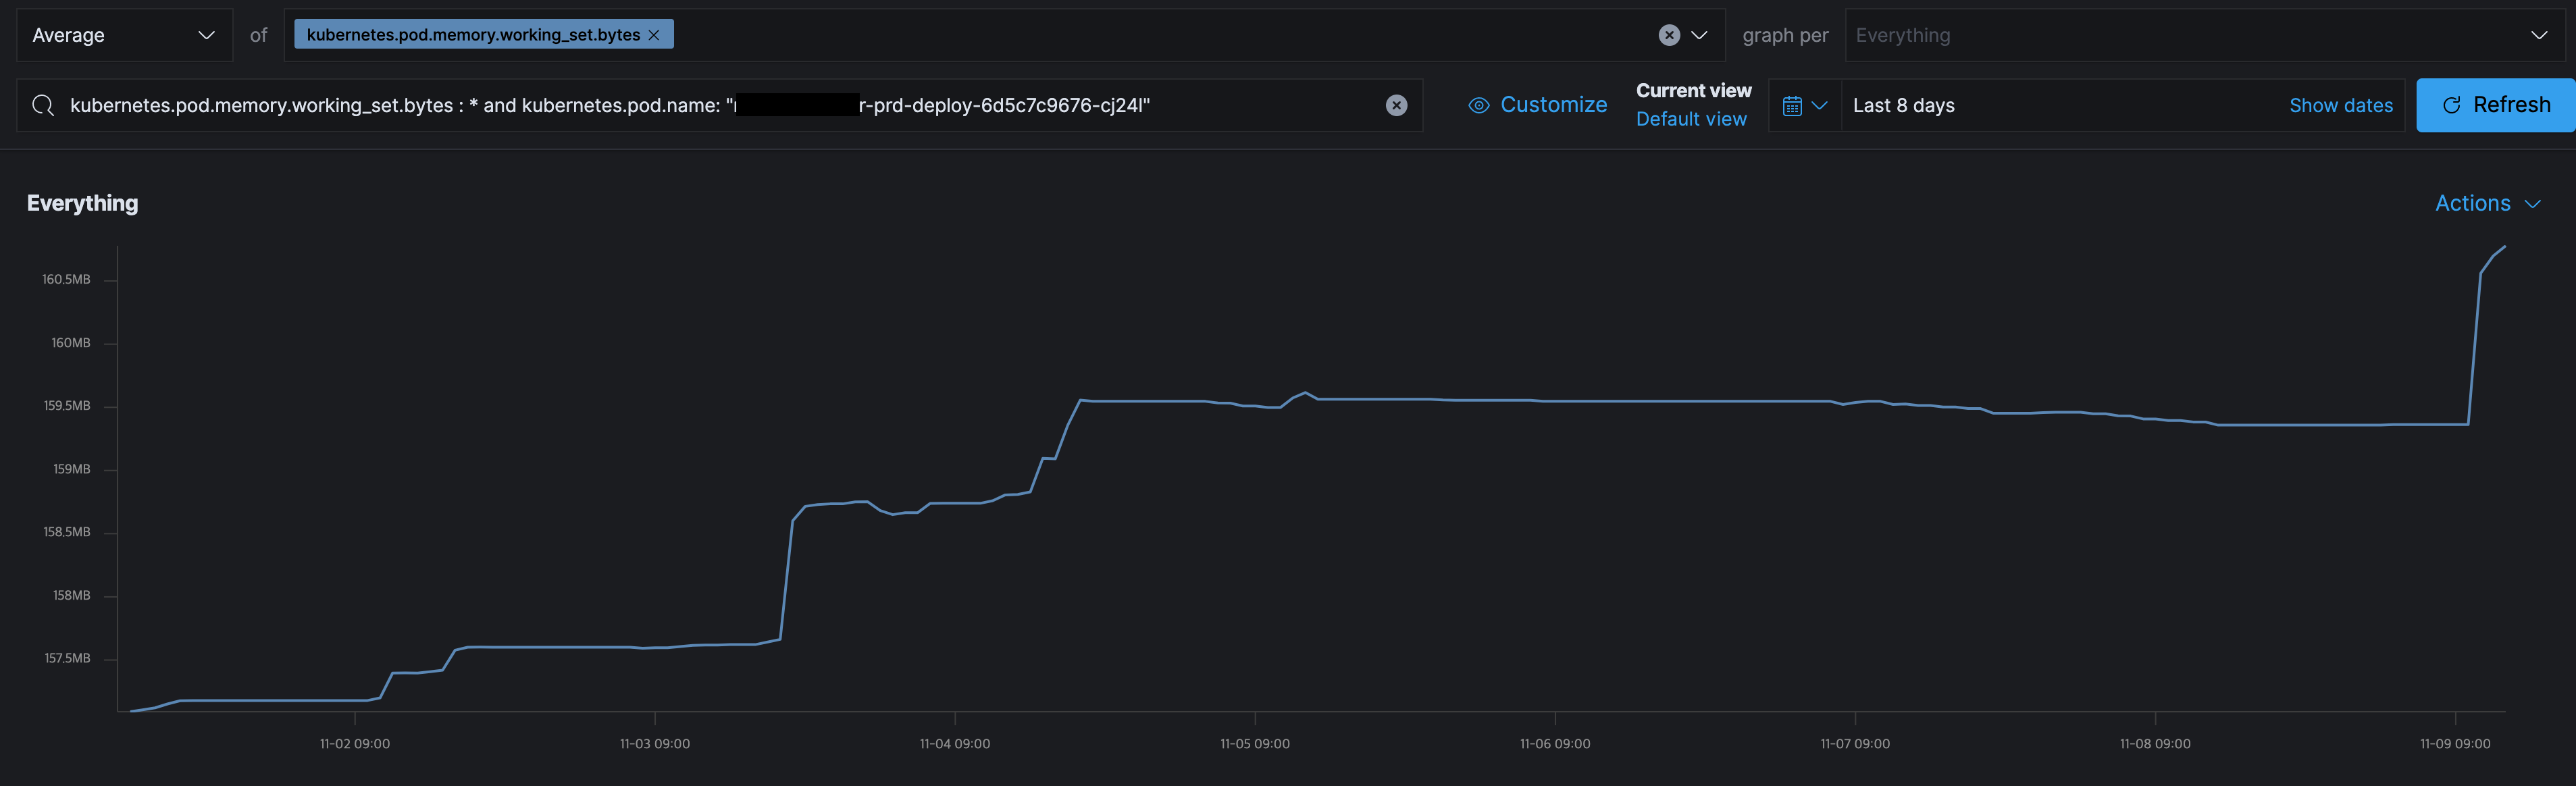 Average of kubernetes.pod.memory.working_set.bytes graph per Everything
kubernetes.pod.memory.working_set.bytes : * and kubernetes.pod.name: "r-prd-deploy-6d5c7c9676-cj24l"
Customize
Current view
Default view
Last 8 days
Show dates
Refresh
Everything
Actions
160.5MB
160MB
159.5MB
159MB
158.5MB
158MB
157.5MB
11-02 09:00
11-03 09:00
11-04 09:00
11-05 09:00
11-06 09:00
11-07 09:00
11-08 09:00
11-09 09:00